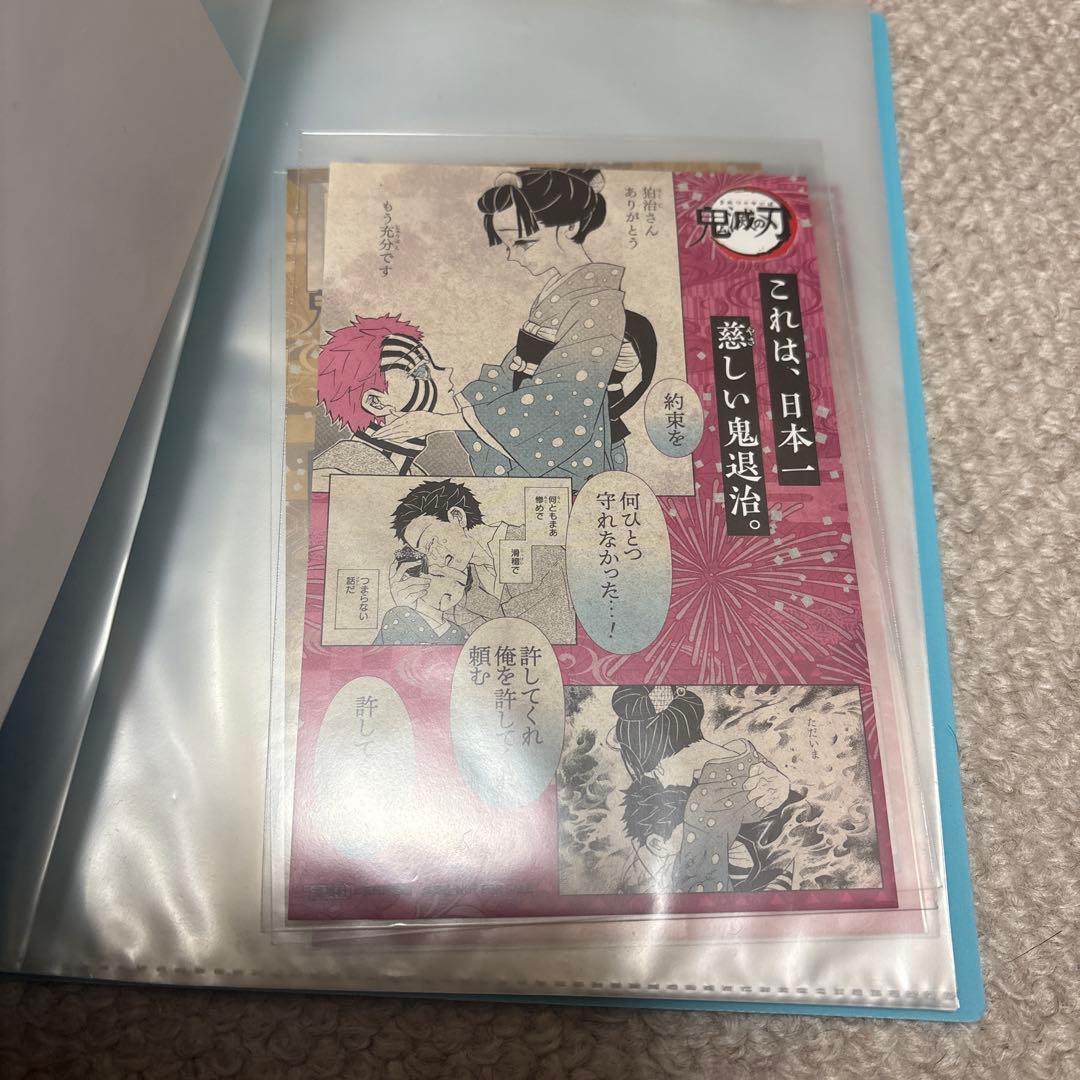 鬼滅の刃
これは、日本一
慈しい鬼退治。
狛治さん
ありがとう
もう充分です
約束を
何ひとつ
守れなかった…!
何ともまあ
惨めで
滑稽で
つまらない
話だ
許してくれ
俺を許して
頼む
許して
ただいま